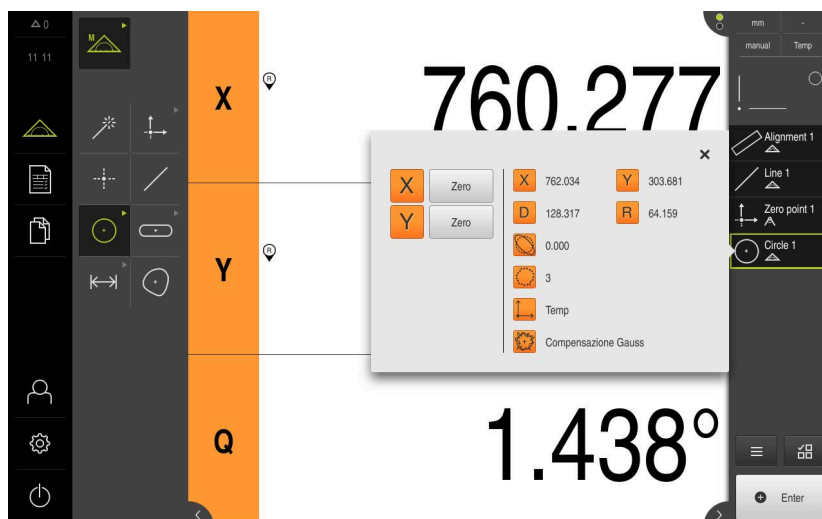 0
11 11
M
X
R
760.277
Y
R
Q
1.438°
X
Zero
Y
Zero
X 762.034 Y 303.681
D 128.317 R 64.159
0.000
3
Temp
Compensazione Gauss
mm -
manual Temp
Alignment 1
Line 1
Zero point 1
Circle 1
Enter